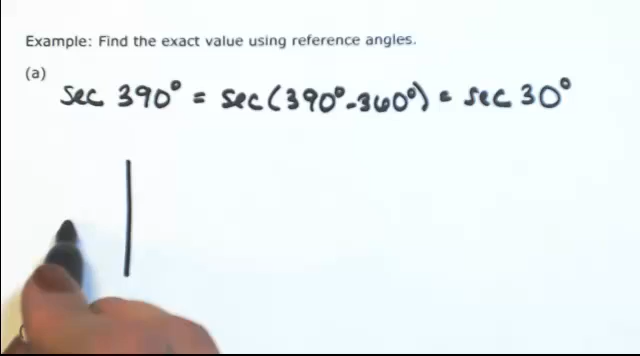 Example: Find the exact value using reference angles.
(a)
sec 390° = sec(390°-360°) = sec 30°